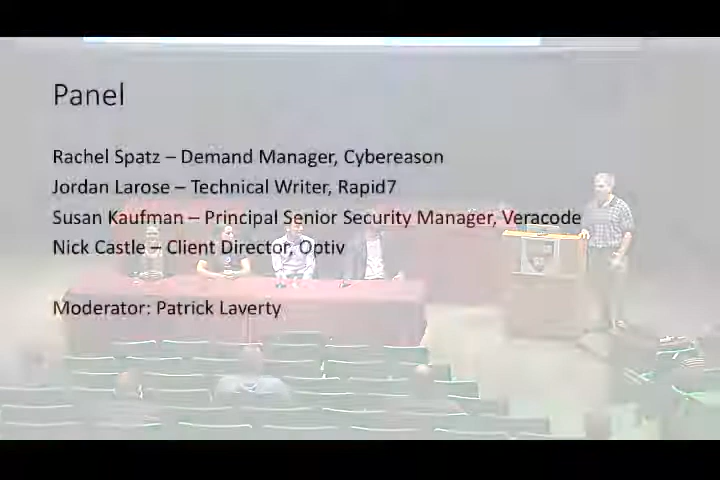 Panel
Rachel Spatz – Demand Manager, Cybereason
Jordan Larose – Technical Writer, Rapid7
Susan Kaufman – Principal Senior Security Manager, Veracode
Nick Castle – Client Director, Optiv
Moderator: Patrick Laverty